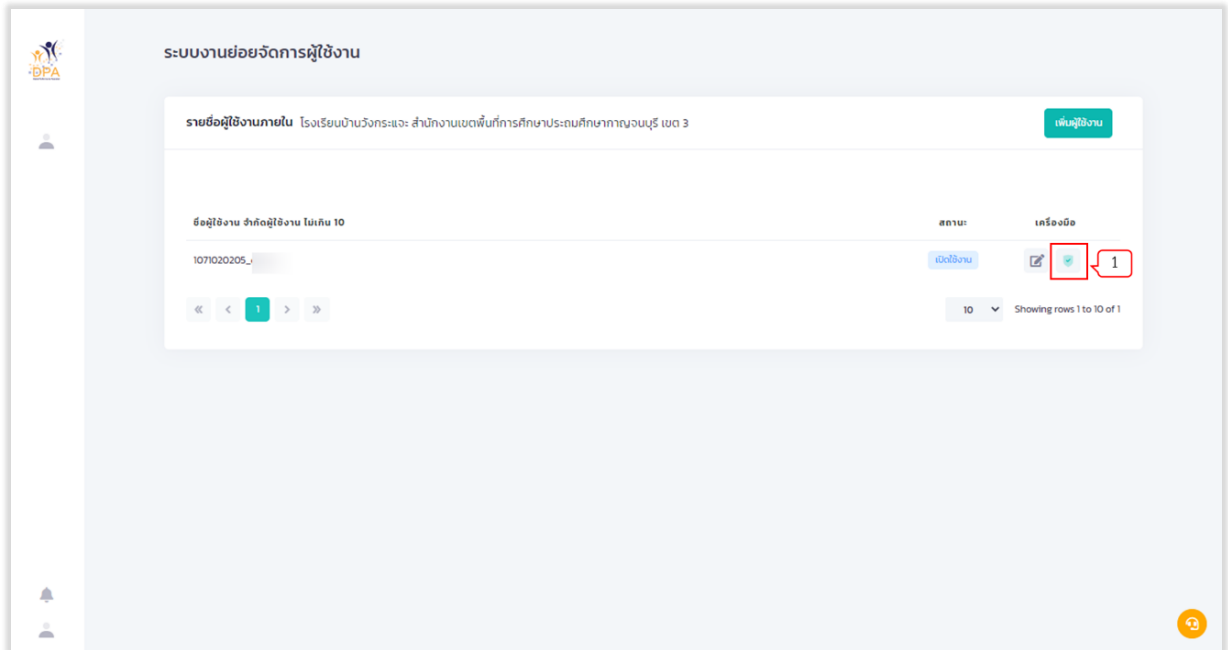 DPA
ระบบงานย่อยจัดการผู้ใช้งาน
รายชื่อผู้ใช้งานภายใน โรงเรียนบ้านวังกระแจะ สำนักงานเขตพื้นที่การศึกษาประถมศึกษากาญจนบุรี เขต 3
เพิ่มผู้ใช้งาน
ชื่อผู้ใช้งาน จำกัดผู้ใช้งาน ไม่เกิน 10 สถานะ เครื่องมือ
1071020205_ เปิดใช้งาน 1
« < 1 > » 10 Showing rows 1 to 10 of 1